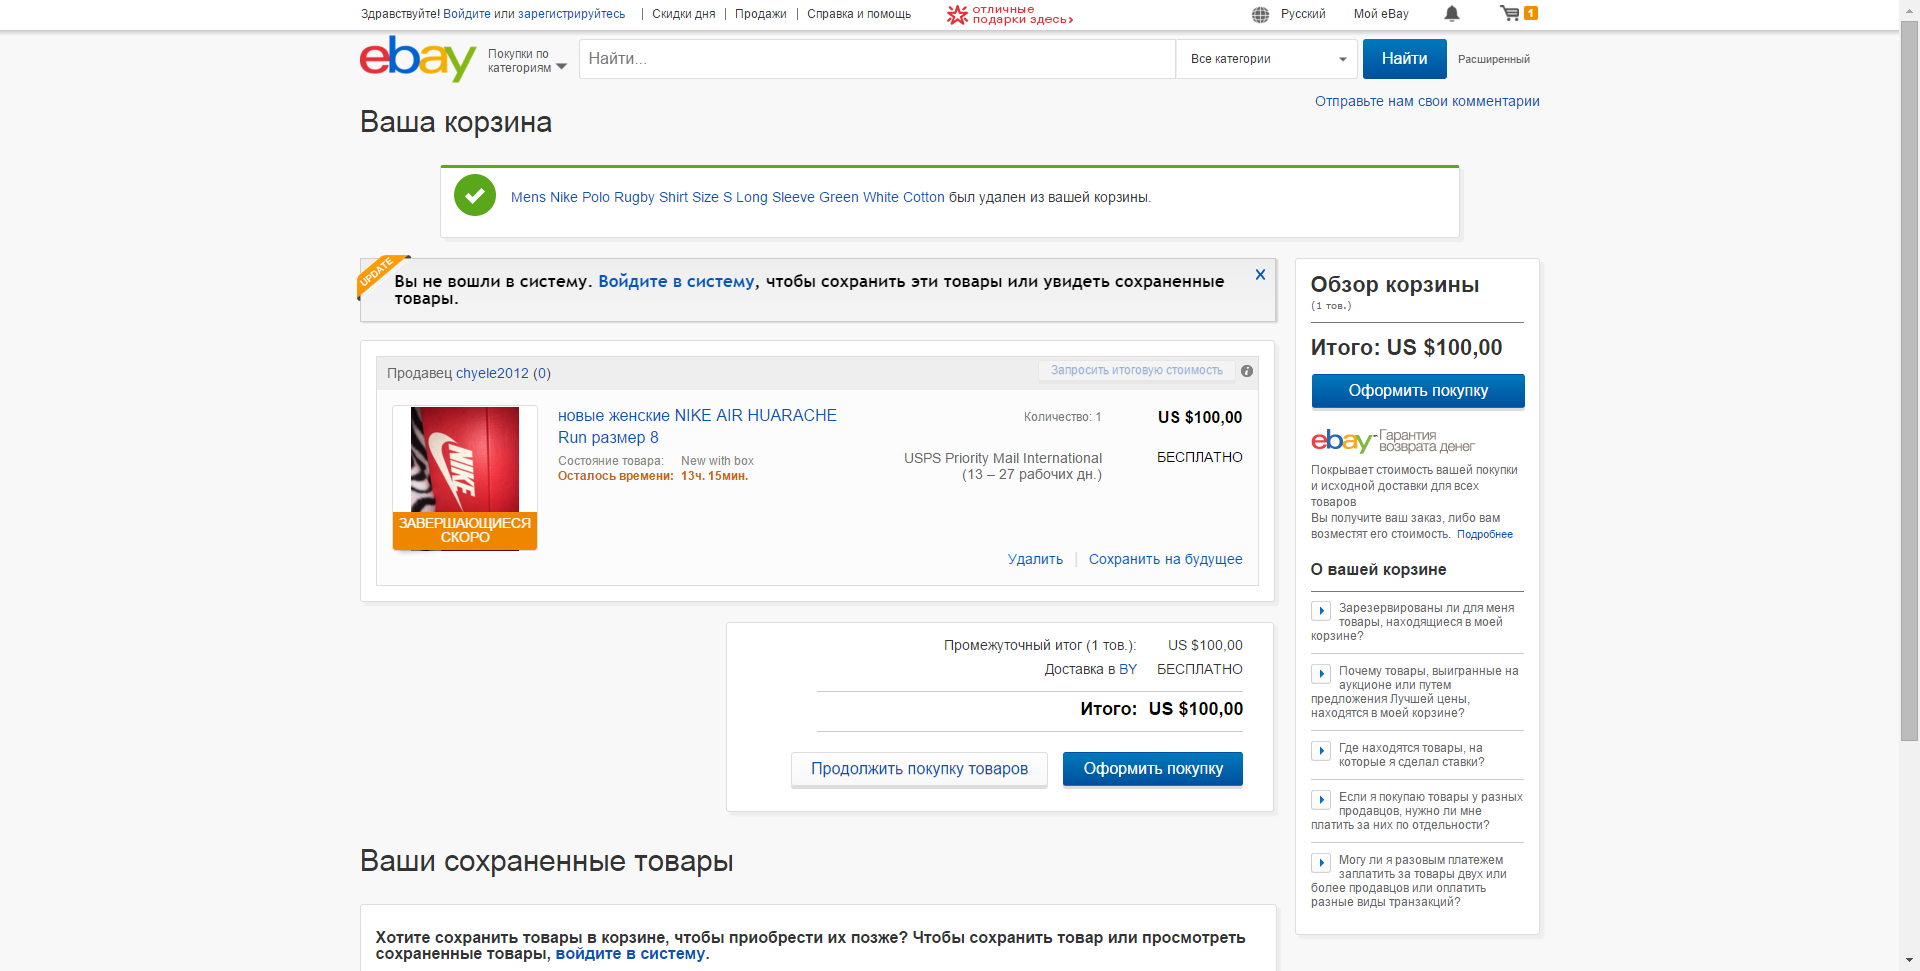 Здравствуйте! Войдите или зарегистрируйтесь | Скидки дня | Продажи | Справка и помощь
отличные
подарки здесь›
Русский Мой eBay 1
ebay
Покупки по
категориям
Найти...
Все категории
Найти
Расширенный
Отправьте нам свои комментарии
Ваша корзина
Mens Nike Polo Rugby Shirt Size S Long Sleeve Green White Cotton был удален из вашей корзины.
UPDATE
Вы не вошли в систему. Войдите в систему, чтобы сохранить эти товары или увидеть сохраненные
товары.
X
Продавец chyele2012 (0)
Запросить итоговую стоимость
NIKE
ЗАВЕРШАЮЩИЕСЯ
СКОРО
новые женские NIKE AIR HUARACHE
Run размер 8
Состояние товара: New with box
Осталось времени: 13ч. 15мин.
Количество: 1
US $100,00
USPS Priority Mail International
(13 – 27 рабочих дн.)
БЕСПЛАТНО
Удалить | Сохранить на будущее
Промежуточный итог (1 тов.): US $100,00
Доставка в BY БЕСПЛАТНО
Итого: US $100,00
Продолжить покупку товаров
Оформить покупку
Ваши сохраненные товары
Хотите сохранить товары в корзине, чтобы приобрести их позже? Чтобы сохранить товар или просмотреть
сохраненные товары, войдите в систему.
Обзор корзины
(1 тов.)
Итого: US $100,00
Оформить покупку
ebay Гарантия
возврата денег
Покрывает стоимость вашей покупки
и исходной доставки для всех
товаров
Вы получите ваш заказ, либо вам
возместят его стоимость. Подробнее
О вашей корзине
Зарезервированы ли для меня
товары, находящиеся в моей
корзине?
Почему товары, выигранные на
аукционе или путем
предложения Лучшей цены,
находятся в моей корзине?
Где находятся товары, на
которые я сделал ставки?
Если я покупаю товары у разных
продавцов, нужно ли мне
платить за них по отдельности?
Могу ли я разовым платежем
заплатить за товары двух или
более продавцов или оплатить
разные виды транзакций?